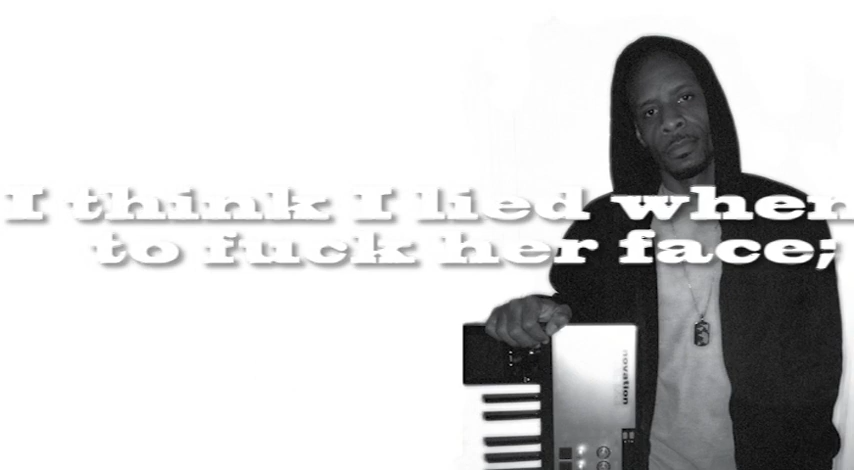 I think I lied when
to fuck her face;
novation